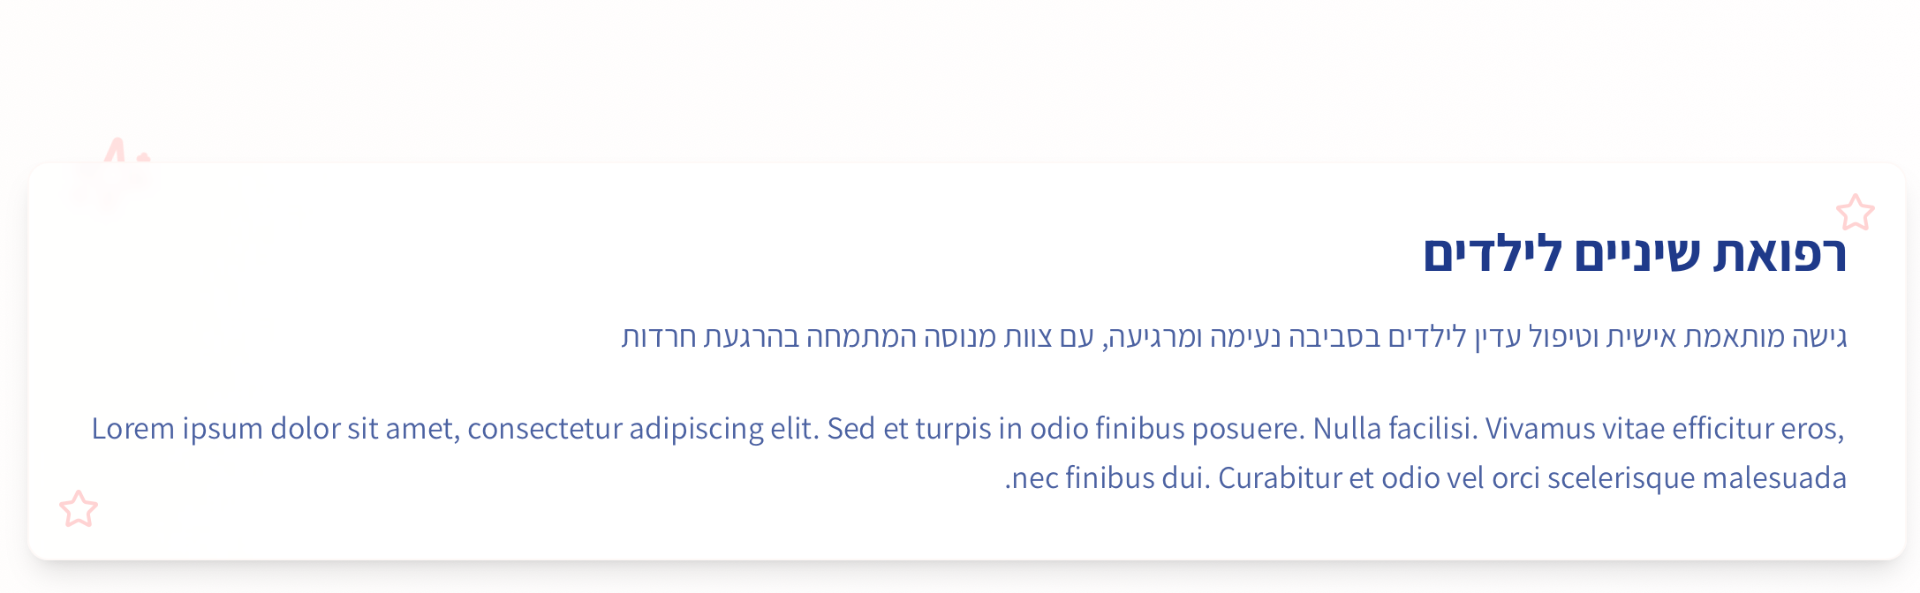 רפואת שיניים לילדים
גישה מותאמת אישית וטיפול עדין לילדים בסביבה נעימה ומרגיעה, עם צוות מנוסה המתמחה בהרגעת חרדות
Lorem ipsum dolor sit amet, consectetur adipiscing elit. Sed et turpis in odio finibus posuere. Nulla facilisi. Vivamus vitae efficitur eros,
.nec finibus dui. Curabitur et odio vel orci scelerisque malesuada